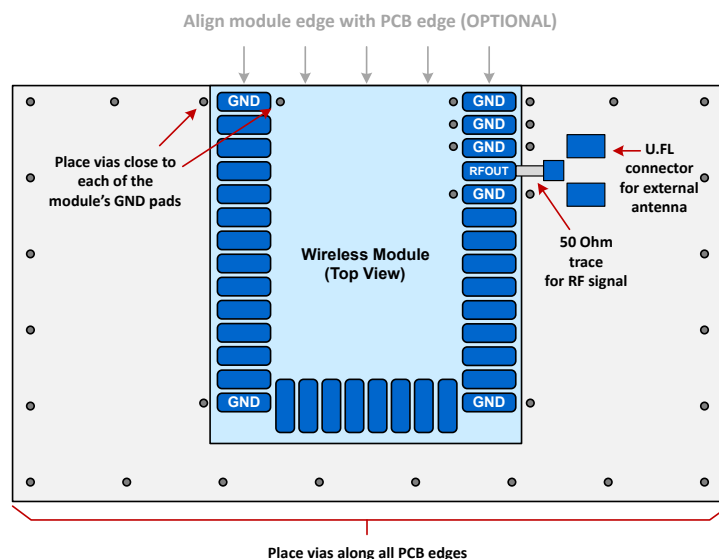 Align module edge with PCB edge (OPTIONAL)
GND
GND
GND
GND
RFOUT
GND
Place vias close to
each of the
module's GND pads
U.FL
connector
for external
antenna
50 Ohm
trace
for RF signal
Wireless Module
(Top View)
GND
GND
Place vias along all PCB edges